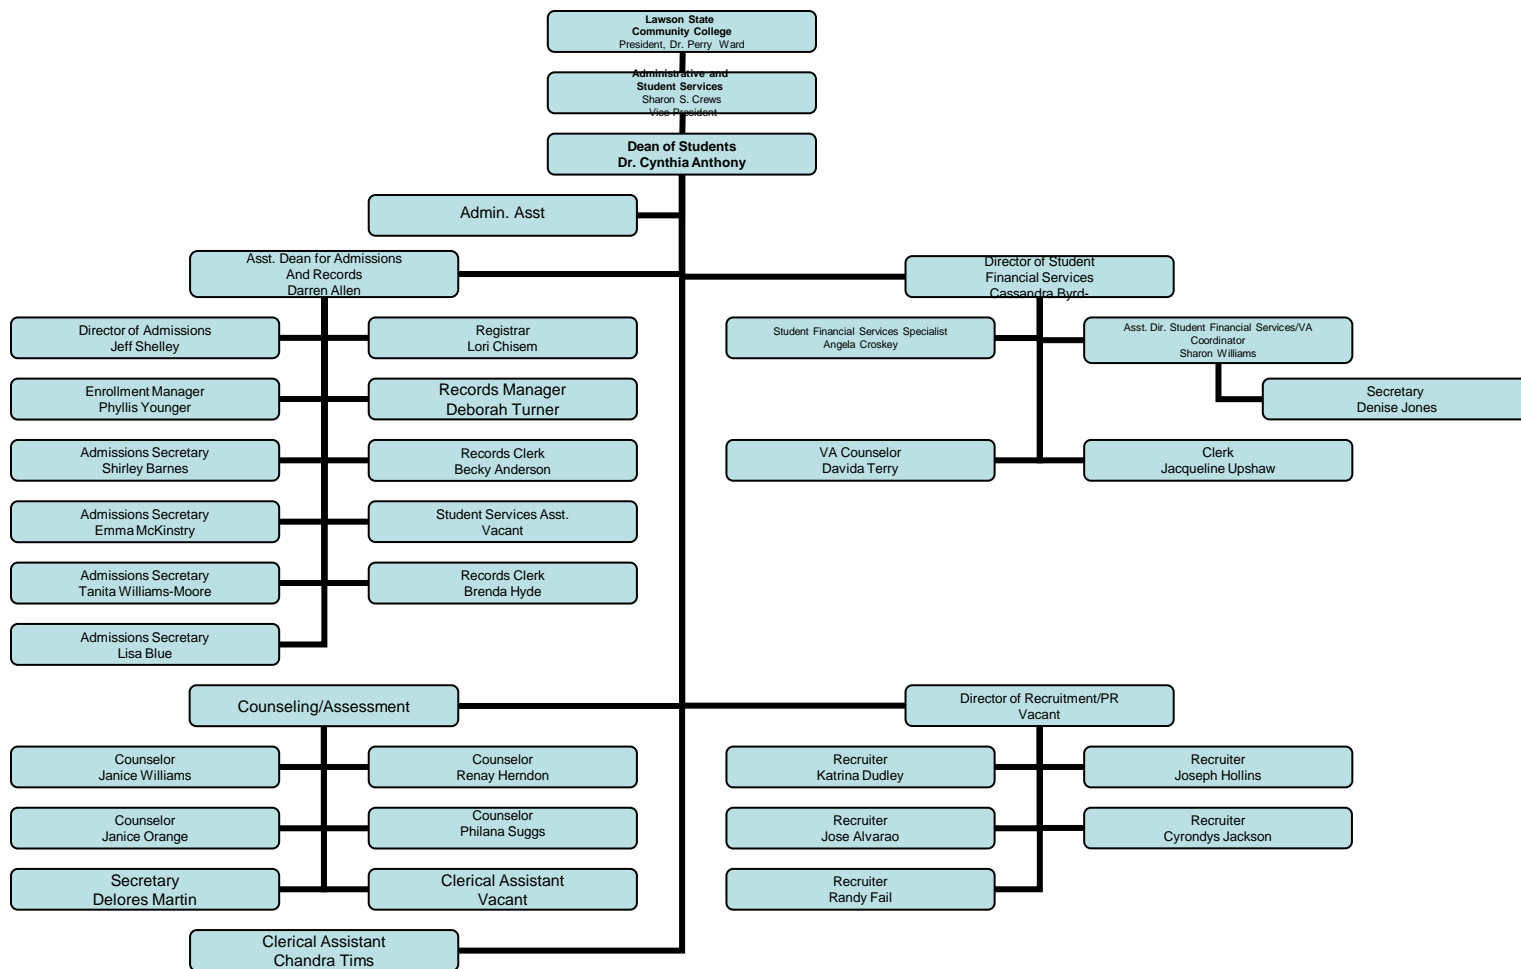 Lawson State
Community College
President, Dr. Perry Ward
Administrative and
Student Services
Sharon S. Crews
Vice President
Dean of Students
Dr. Cynthia Anthony
Admin. Asst
Asst. Dean for Admissions
And Records
Darren Allen
Director of Student
Financial Services
Cassandra Byrd-
Director of Admissions
Jeff Shelley
Registrar
Lori Chisem
Student Financial Services Specialist
Angela Croskey
Asst. Dir. Student Financial Services/VA
Coordinator
Sharon Williams
Enrollment Manager
Phyllis Younger
Records Manager
Deborah Turner
Secretary
Denise Jones
Admissions Secretary
Shirley Barnes
Records Clerk
Becky Anderson
VA Counselor
Davida Terry
Clerk
Jacqueline Upshaw
Admissions Secretary
Emma McKinstry
Student Services Asst.
Vacant
Admissions Secretary
Tanita Williams-Moore
Records Clerk
Brenda Hyde
Admissions Secretary
Lisa Blue
Counseling/Assessment
Director of Recruitment/PR
Vacant
Counselor
Janice Williams
Counselor
Renay Herndon
Recruiter
Katrina Dudley
Recruiter
Joseph Hollins
Counselor
Janice Orange
Counselor
Philana Suggs
Recruiter
Jose Alvarao
Recruiter
Cyrondys Jackson
Secretary
Delores Martin
Clerical Assistant
Vacant
Recruiter
Randy Fail
Clerical Assistant
Chandra Tims